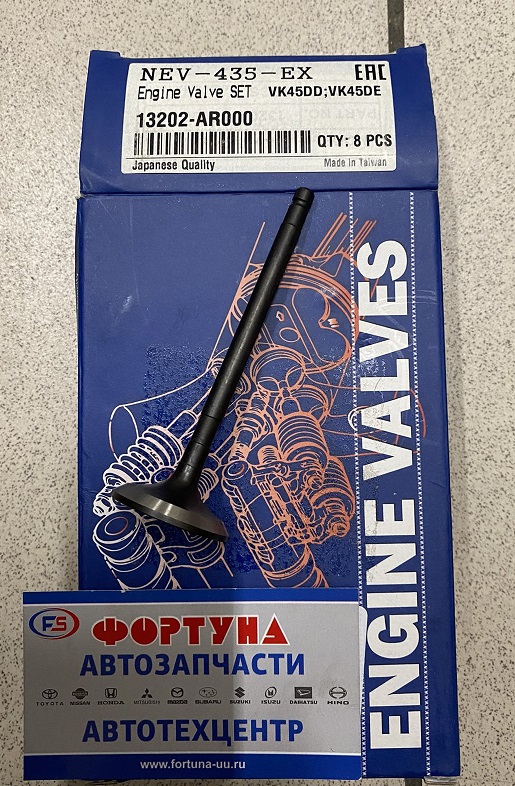 NEV-435-EX EAC
Engine Valve SET VK45DD;VK45DE
13202-AR000
QTY: 8 PCS
Japanese Quality Made in Taiwan
ENGINE VALVES
FS ФОРТУНА
АВТОЗАПЧАСТИ
TOYOTA NISSAN HONDA MITSUBISHI MAZDA SUBARU SUZUKI ISUZU DAIHATSU HINO
АВТОТЕХЦЕНТР
www.fortuna-uu.ru